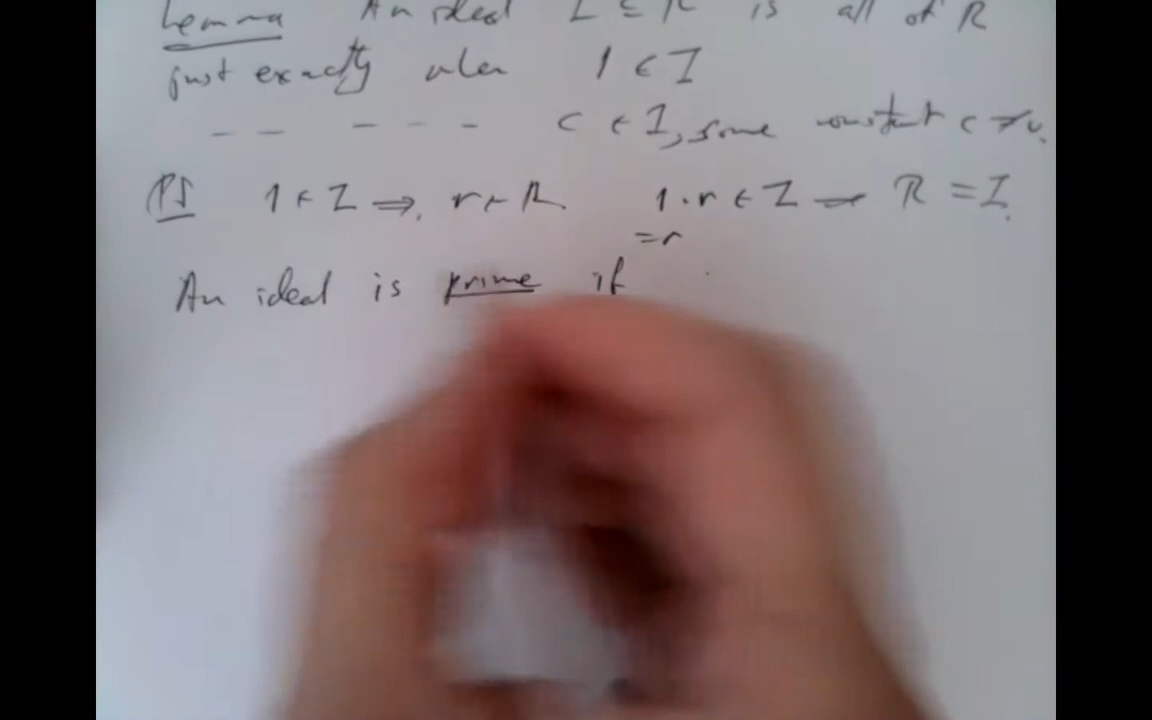 Lemma An ideal I ⊆ R is all of R
just exactly when 1 ∈ I
-- --- c ∈ I, some constant c ≠ 0.
Pf 1 ∈ I ⇒, r ∈ R. 1·r ∈ I ⇒ R = I.
=r
An ideal is prime if